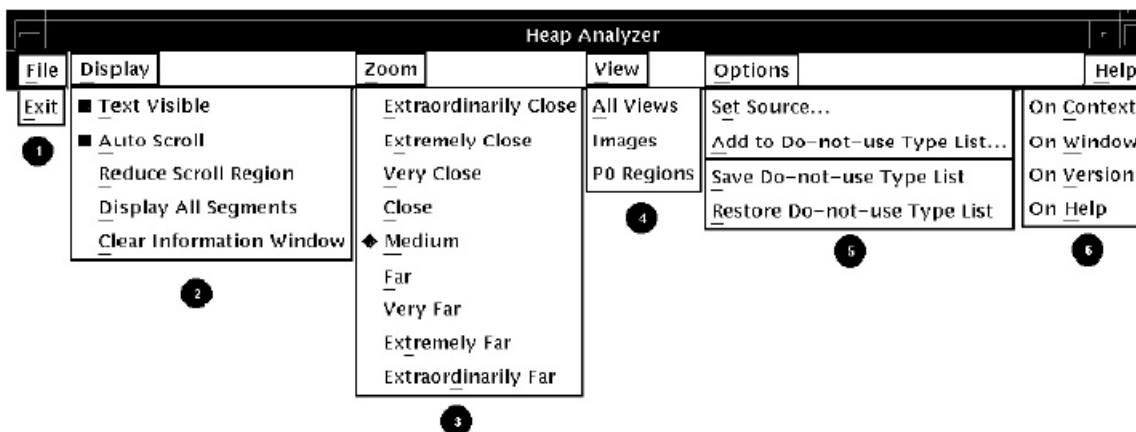 Heap Analyzer
File
Display
Zoom
View
Options
Help
Exit
1
Text Visible
Auto Scroll
Reduce Scroll Region
Display All Segments
Clear Information Window
2
Extraordinarily Close
Extremely Close
Very Close
Close
Medium
Far
Very Far
Extremely Far
Extraordinarily Far
3
All Views
Images
P0 Regions
4
Set Source...
Add to Do-not-use Type List...
Save Do-not-use Type List
Restore Do-not-use Type List
5
On Context
On Window
On Version
On Help
6